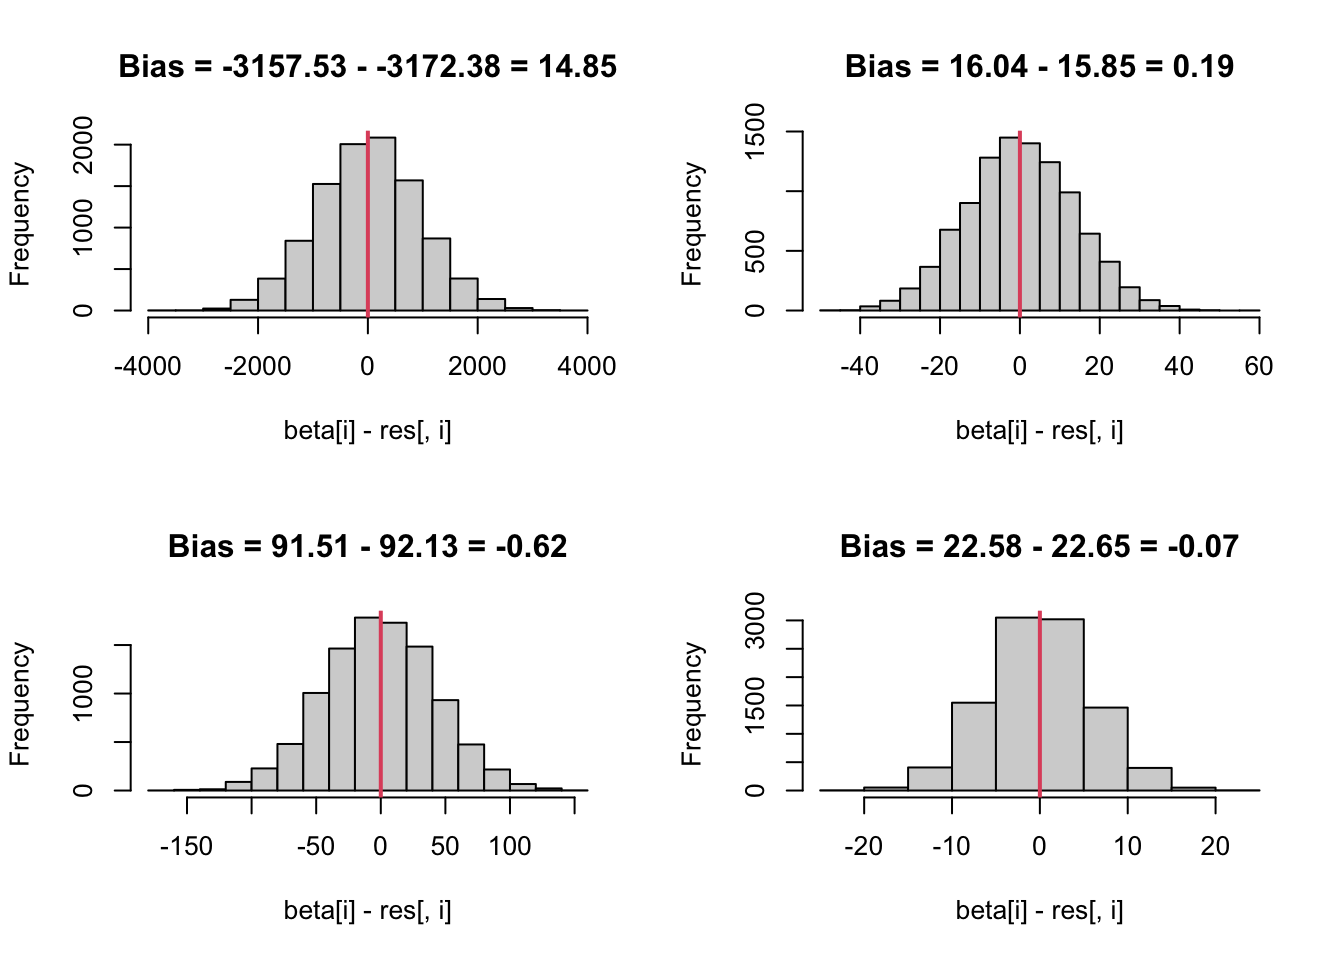 Bias = -3157.53 - -3172.38 = 14.85
Frequency
2000
1000
0
-4000 -2000 0 2000 4000
beta[i] - res[, i]
Bias = 16.04 - 15.85 = 0.19
Frequency
1500
500
0
-40 -20 0 20 40 60
beta[i] - res[, i]
Bias = 91.51 - 92.13 = -0.62
Frequency
1000
0
-150 -50 0 50 100
beta[i] - res[, i]
Bias = 22.58 - 22.65 = -0.07
Frequency
3000
1500
0
-20 -10 0 10 20
beta[i] - res[, i]